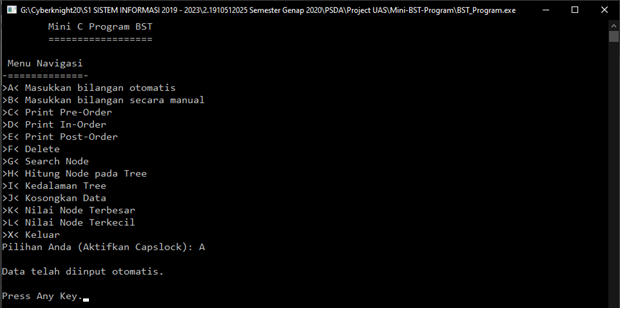 G:\Cyberknight20\S1 SISTEM INFORMASI 2019 - 2023\2.1910512025 Semester Genap 2020\PSDA\Project UAS\Mini-BST-Program\BST_Program.exe
Mini C Program BST
==================
Menu Navigasi
-=============-
>A< Masukkan bilangan otomatis
>B< Masukkan bilangan secara manual
>C< Print Pre-Order
>D< Print In-Order
>E< Print Post-Order
>F< Delete
>G< Search Node
>H< Hitung Node pada Tree
>I< Kedalaman Tree
>J< Kosongkan Data
>K< Nilai Node Terbesar
>L< Nilai Node Terkecil
>X< Keluar
Pilihan Anda (Aktifkan Capslock): A
Data telah diinput otomatis.
Press Any Key.